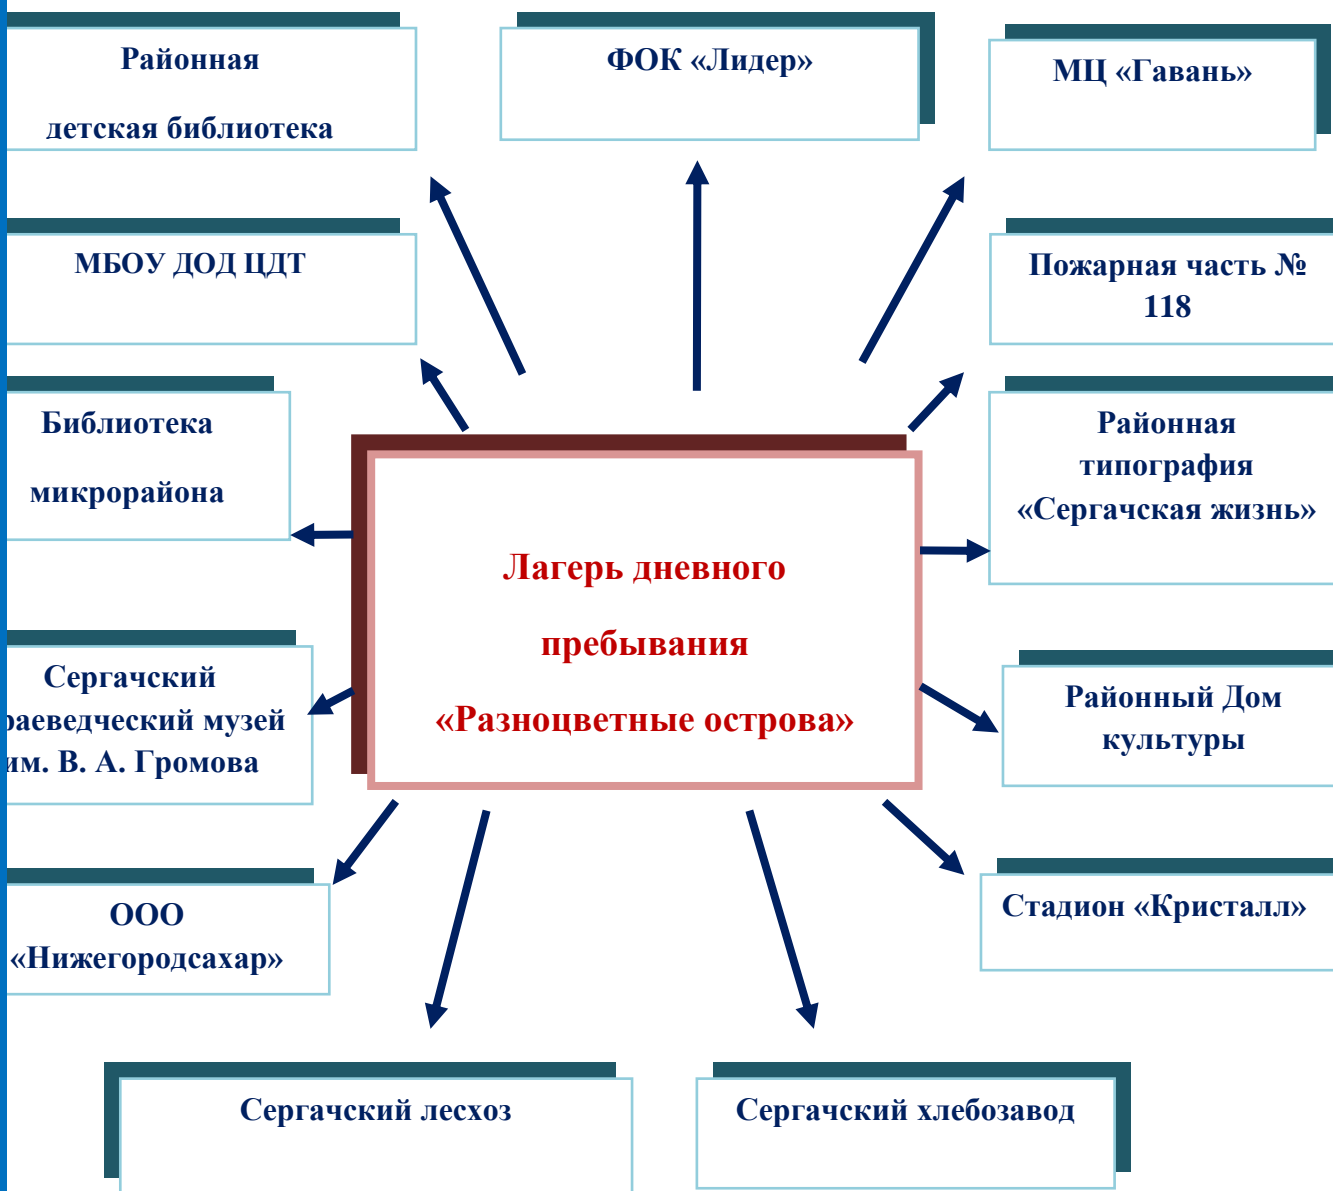 Районная
детская библиотека
ФОК «Лидер»
МЦ «Гавань»
МБОУ ДОД ЦДТ
Пожарная часть №
118
Библиотека
микрорайона
Районная
типография
«Сергачская жизнь»
Лагерь дневного
пребывания
«Разноцветные острова»
Сергачский
раеведческий музей
им. В. А. Громова
Районный Дом
культуры
ООО
«Нижегородсахар»
Стадион «Кристалл»
Сергачский лесхоз
Сергачский хлебозавод